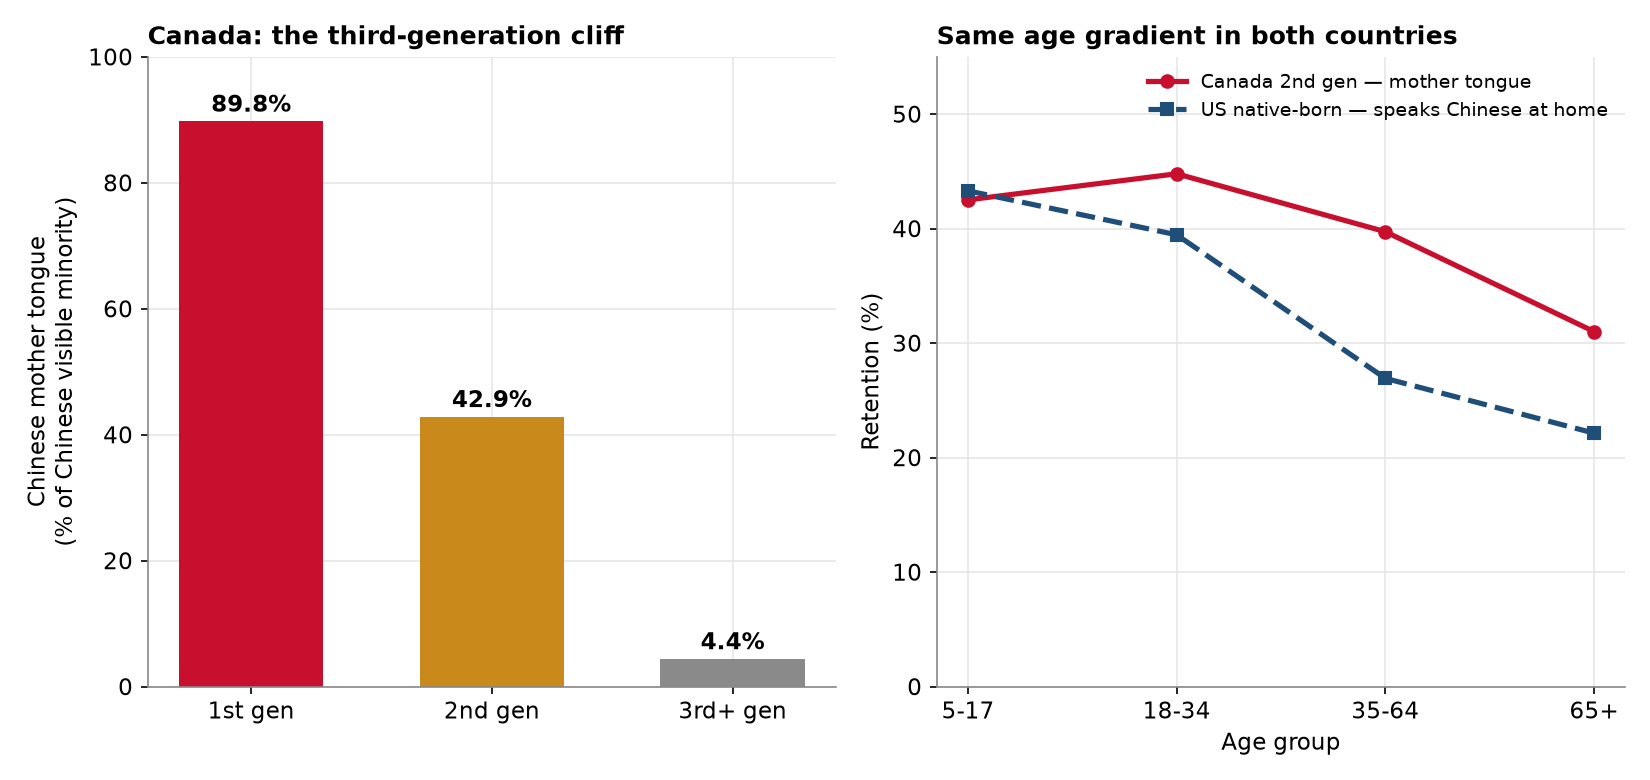 Canada: the third-generation cliff
Chinese mother tongue
(% of Chinese visible minority)
100
80
60
40
20
0
89.8%
42.9%
4.4%
1st gen
2nd gen
3rd+ gen
Same age gradient in both countries
Canada 2nd gen — mother tongue
US native-born — speaks Chinese at home
Retention (%)
50
40
30
20
10
0
5-17
18-34
35-64
65+
Age group